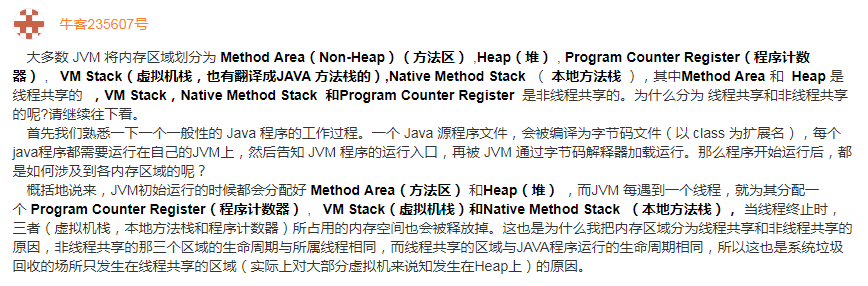 牛客235607号
大多数 JVM 将内存区域划分为 Method Area（Non-Heap）（方法区） ,Heap（堆） , Program Counter Register（程序计数
器） ,   VM Stack（虚拟机栈，也有翻译成JAVA 方法栈的）,Native Method Stack  （ 本地方法栈 ），其中Method Area 和  Heap 是
线程共享的  ，VM Stack，Native Method Stack  和Program Counter Register  是非线程共享的。为什么分为 线程共享和非线程共享
的呢?请继续往下看。
首先我们熟悉一下一个一般性的 Java 程序的工作过程。一个 Java 源程序文件，会被编译为字节码文件（以 class 为扩展名），每个
java程序都需要运行在自己的JVM上，然后告知 JVM 程序的运行入口，再被 JVM 通过字节码解释器加载运行。那么程序开始运行后，都
是如何涉及到各内存区域的呢？
概括地说来，JVM初始运行的时候都会分配好 Method Area（方法区） 和Heap（堆） ，而JVM 每遇到一个线程，就为其分配一
个 Program Counter Register（程序计数器） ,   VM Stack（虚拟机栈）和Native Method Stack  （本地方法栈），  当线程终止时，
三者（虚拟机栈，本地方法栈和程序计数器）所占用的内存空间也会被释放掉。这也是为什么我把内存区域分为线程共享和非线程共享的
原因，非线程共享的那三个区域的生命周期与所属线程相同，而线程共享的区域与JAVA程序运行的生命周期相同，所以这也是系统垃圾
回收的场所只发生在线程共享的区域（实际上对大部分虚拟机来说知发生在Heap上）的原因。